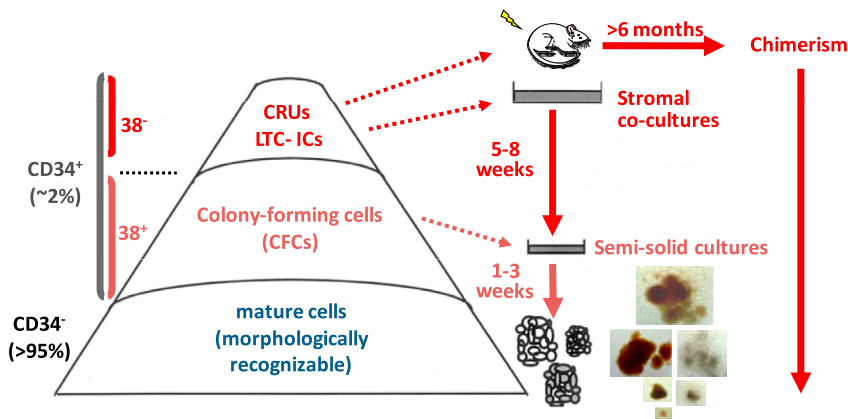 >6 months
Chimerism
CRUs
LTC- ICs
38-
Stromal
co-cultures
5-8
weeks
CD34+
(~2%)
38+
Colony-forming cells
(CFCs)
Semi-solid cultures
1-3
weeks
CD34-
(>95%)
mature cells
(morphologically
recognizable)